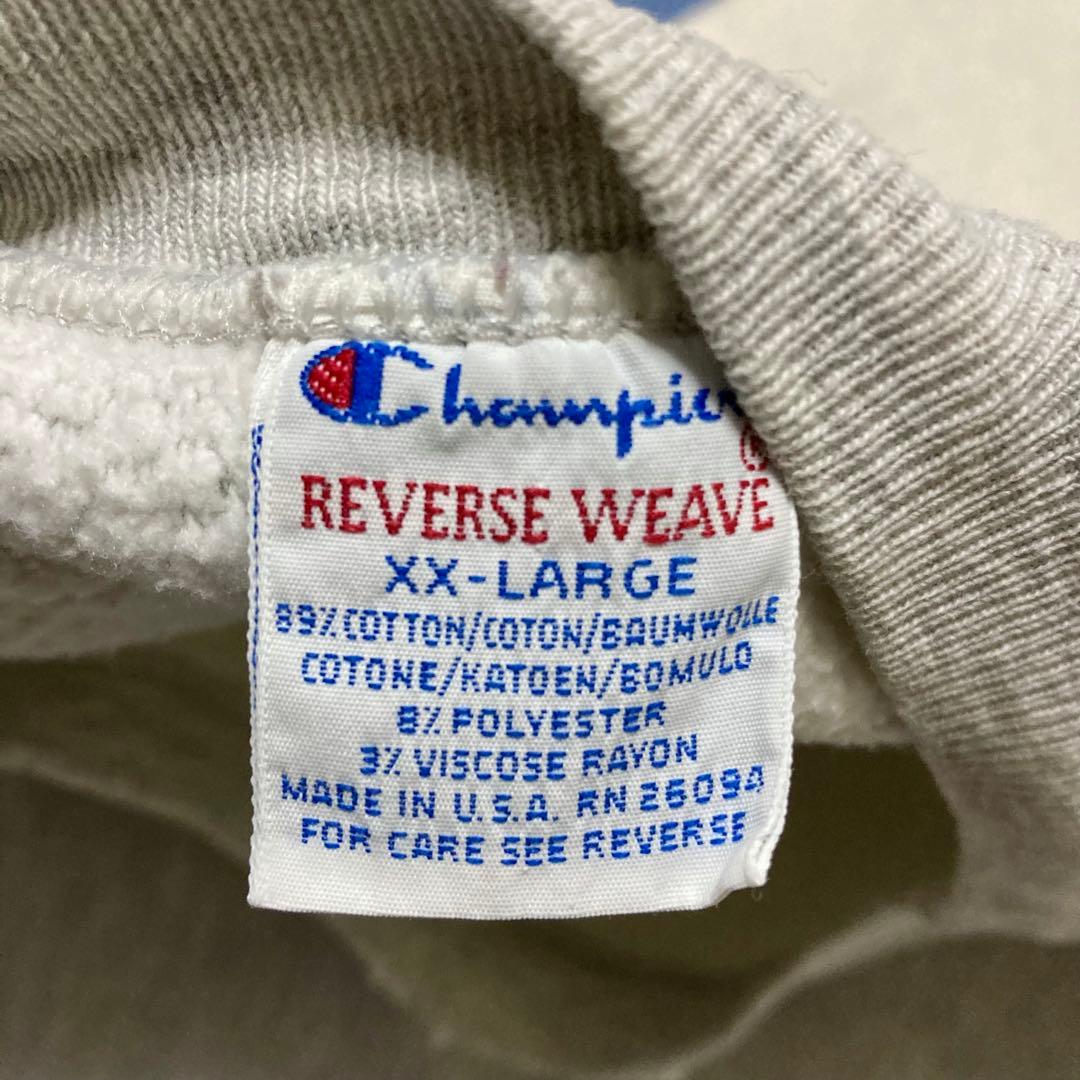 Champion
®
REVERSE WEAVE
XX-LARGE
89% COTTON/COTON/BAUMWOLLE
COTONE/KATOEN/BOMULD
8% POLYESTER
3% VISCOSE RAYON
MADE IN U.S.A. RN 26094
FOR CARE SEE REVERSE